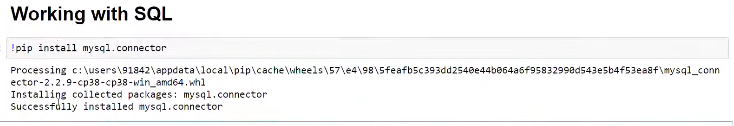 Working with SQL
!pip install mysql.connector
Processing c:\users\91842\appdata\local\pip\cache\wheels\57\e4\98\5feafb5c393dd2540e44b064a6f95832990d543e5b4f53ea8f\mysql_conn
ector-2.2.9-cp38-cp38-win_amd64.whl
Installing collected packages: mysql.connector
Successfully installed mysql.connector